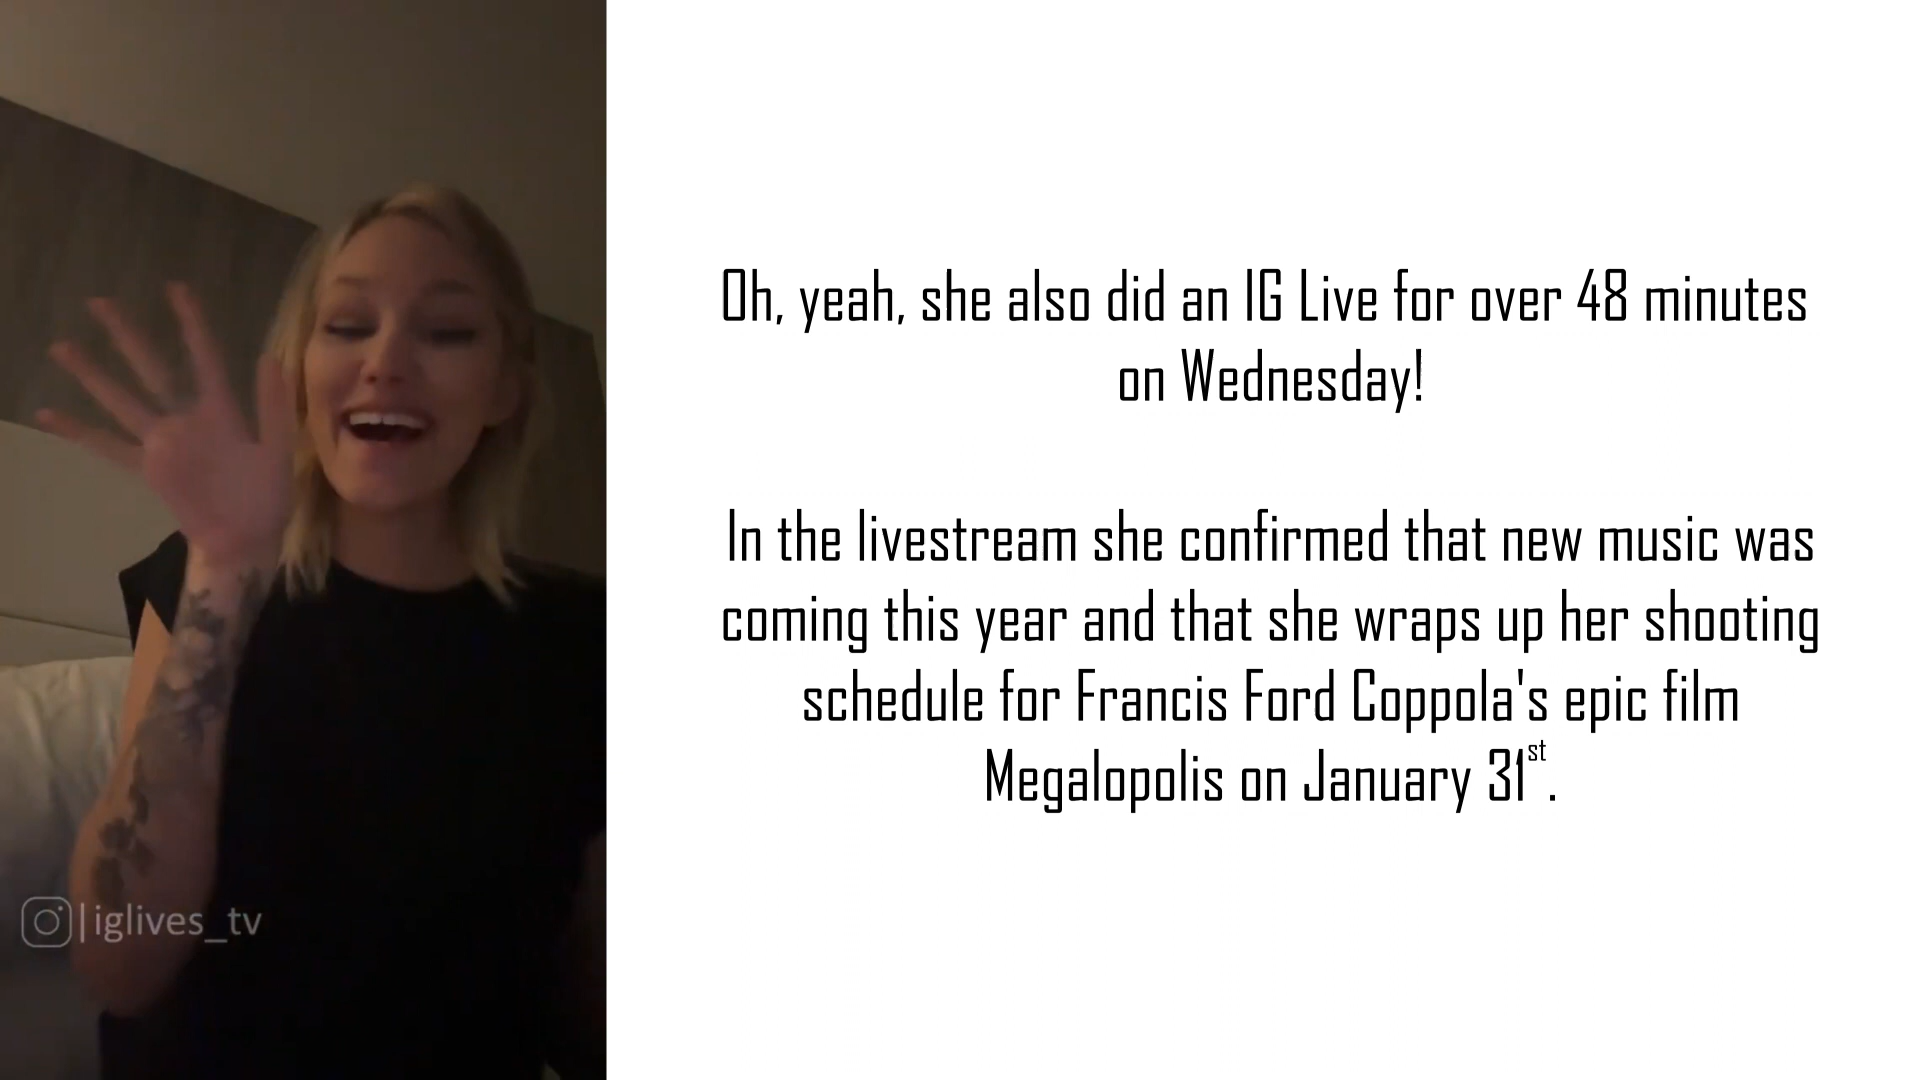 Oh, yeah, she also did an IG Live for over 48 minutes
on Wednesday!
In the livestream she confirmed that new music was
coming this year and that she wraps up her shooting
schedule for Francis Ford Coppola's epic film
Megalopolis on January 31st.
|iglives_tv